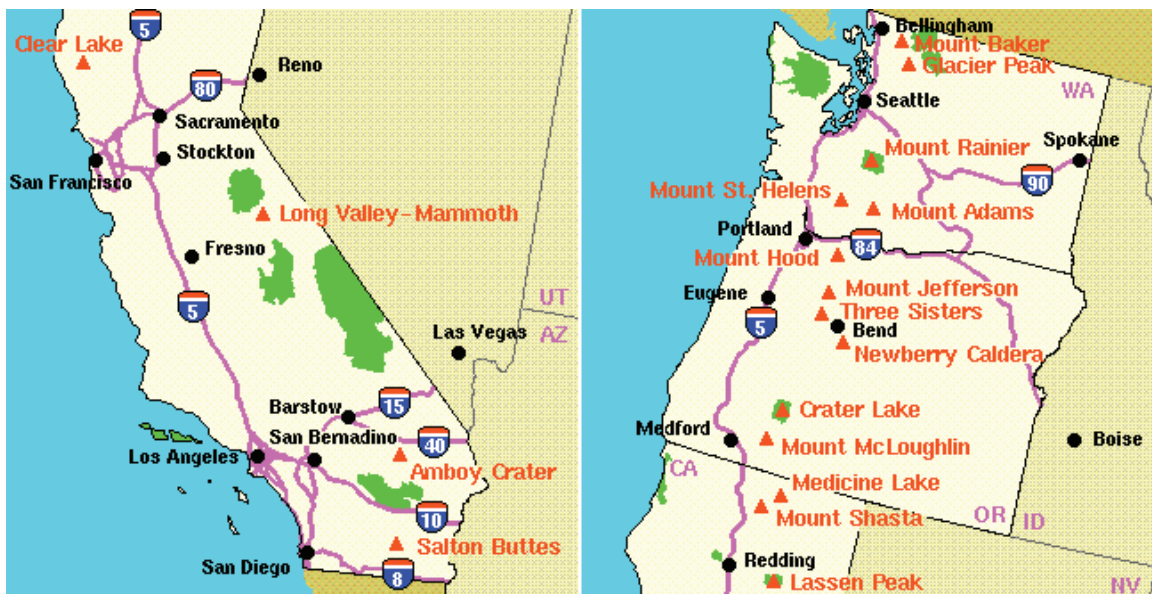 5
Clear Lake
Reno
80
Sacramento
Stockton
San Francisco
Long Valley-Mammoth
Fresno
5
UT
AZ
Las Vegas
15
Barstow
San Bernadino
40
Los Angeles
Amboy Crater
10
Salton Buttes
San Diego
8
Bellingham
Mount Baker
Glacier Peak
WA
Seattle
Spokane
Mount Rainier
90
Mount St. Helens
Mount Adams
Portland
84
Mount Hood
Mount Jefferson
Eugene
Three Sisters
5
Bend
Newberry Caldera
Crater Lake
Medford
Boise
Mount McLoughlin
CA
Medicine Lake
Mount Shasta
OR
ID
Redding
Lassen Peak
NV